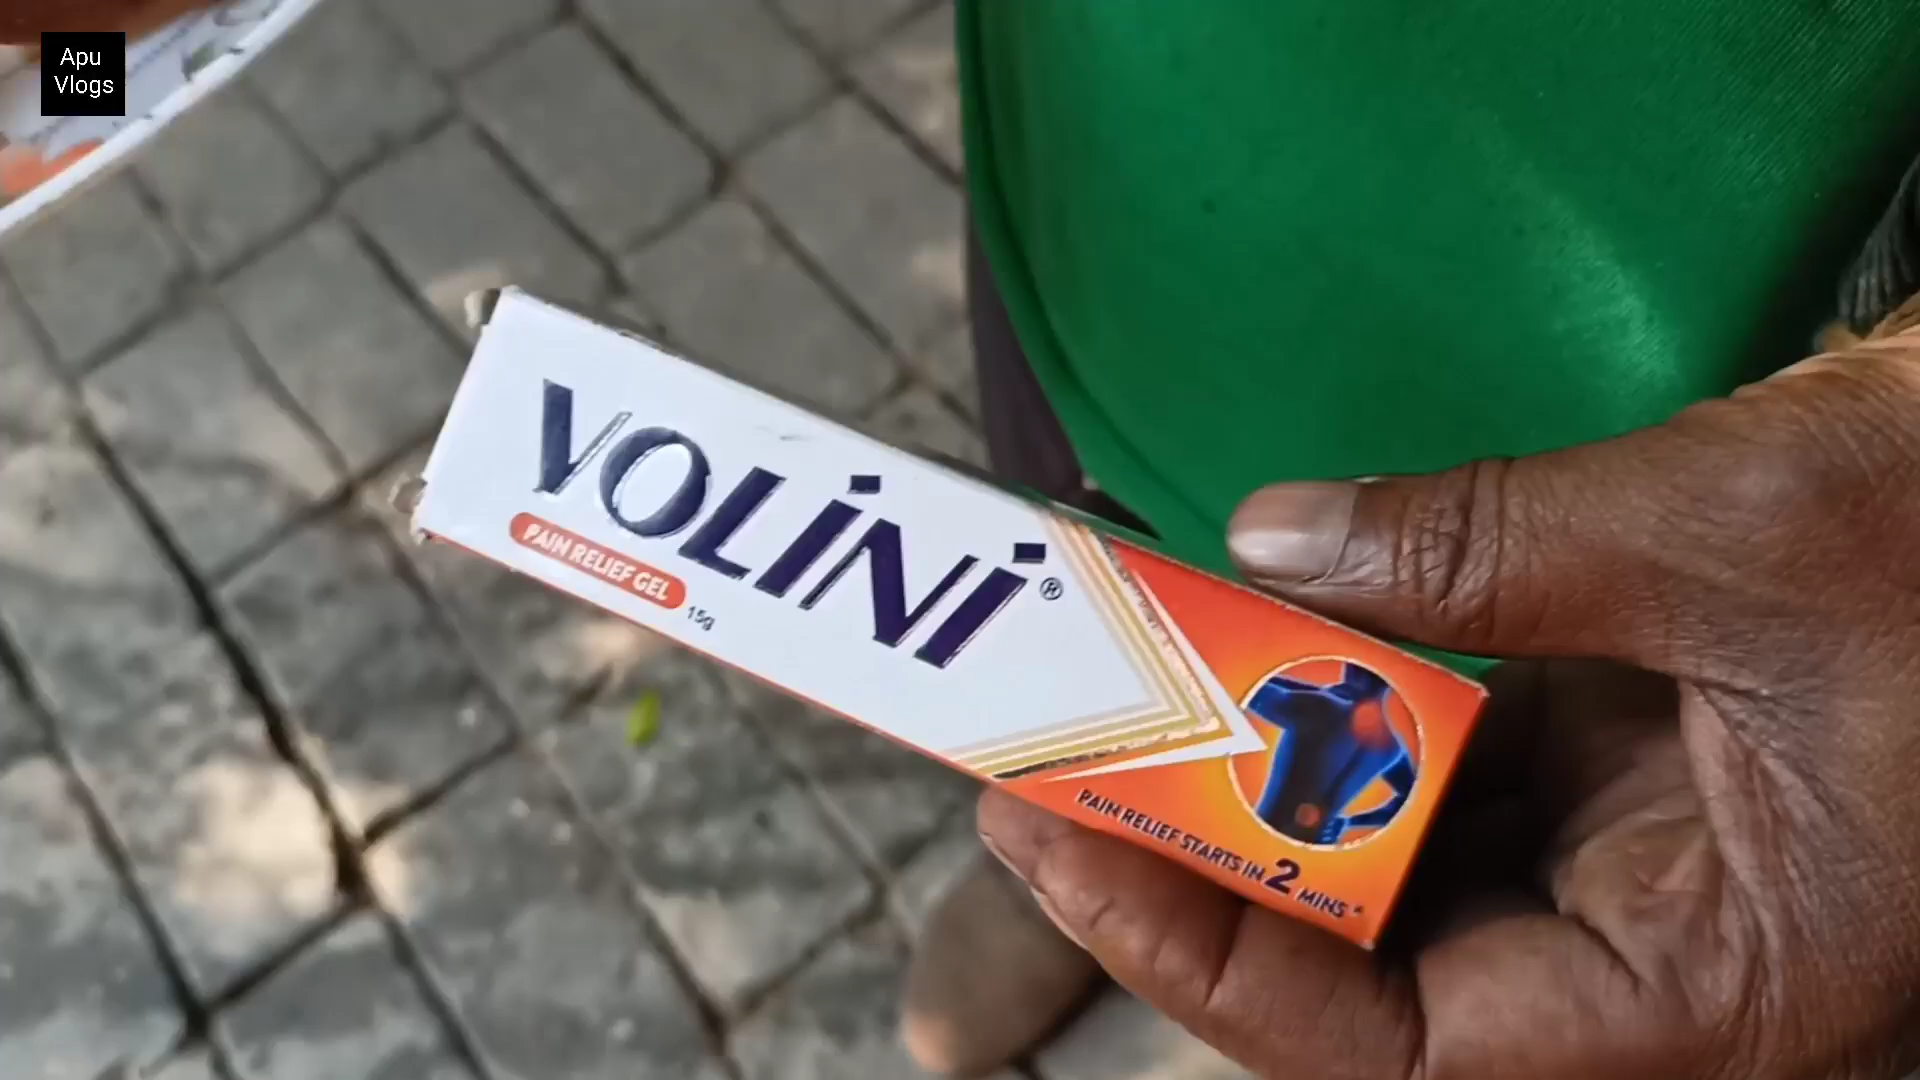 Apu
Vlogs
VOLINI®
PAIN RELIEF GEL
15g
PAIN RELIEF STARTS IN 2 MINS*